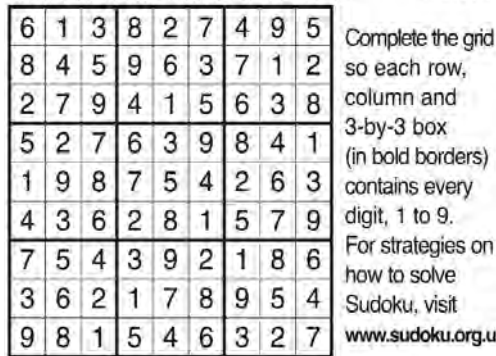 6 1 3 8 2 7 4 9 5
8 4 5 9 6 3 7 1 2
2 7 9 4 1 5 6 3 8
5 2 7 6 3 9 8 4 1
1 9 8 7 5 4 2 6 3
4 3 6 2 8 1 5 7 9
7 5 4 3 9 2 1 8 6
3 6 2 1 7 8 9 5 4
9 8 1 5 4 6 3 2 7
Complete the grid
so each row,
column and
3-by-3 box
(in bold borders)
contains every
digit, 1 to 9.
For strategies on
how to solve
Sudoku, visit
www.sudoku.org.u